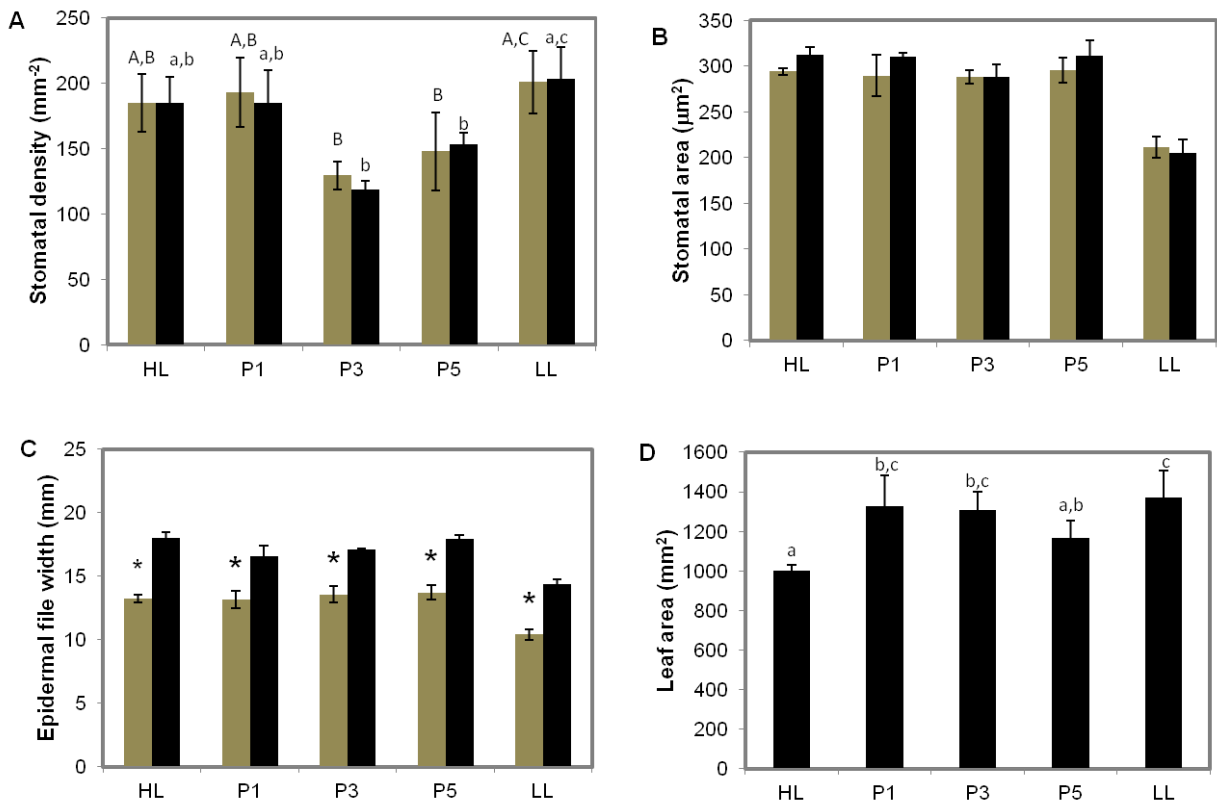 A
Stomatal density (mm-2)
250
200
150
100
50
0
A,B
a,b
A,B
a,b
B
b
B
b
A,C
a,c
HL P1 P3 P5 LL
B
Stomatal area (µm2)
350
300
250
200
150
100
50
0
HL P1 P3 P5 LL
C
Epidermal file width (mm)
25
20
15
10
5
0
*
*
*
*
*
HL P1 P3 P5 LL
D
Leaf area (mm2)
1600
1400
1200
1000
800
600
400
200
0
a
b,c
b,c
a,b
c
HL P1 P3 P5 LL